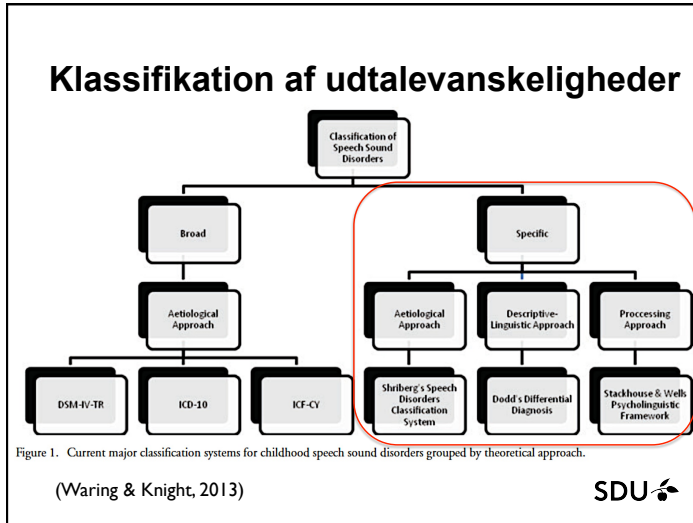 Klassifikation af udtalevanskeligheder
Classification of
Speech Sound
Disorders
Broad
Specific
Aetiological
Approach
Aetiological
Approach
Descriptive-
Linguistic Approach
Proccessing
Approach
DSM-IV-TR
ICD-10
ICF-CY
Shriberg's Speech
Disorders
Classification
System
Dodd's Differential
Diagnosis
Stackhouse & Wells
Psycholinguistic
Framework
Figure 1. Current major classification systems for childhood speech sound disorders grouped by theoretical approach.
(Waring & Knight, 2013)
SDU